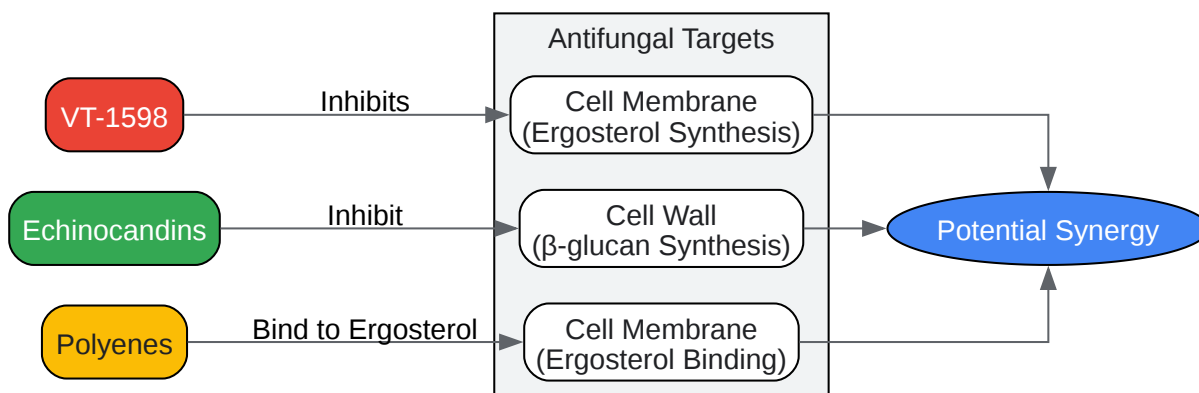 Antifungal Targets
VT-1598
Inhibits
Cell Membrane
(Ergosterol Synthesis)
Echinocandins
Inhibit
Cell Wall
(β-glucan Synthesis)
Potential Synergy
Polyenes
Bind to Ergosterol
Cell Membrane
(Ergosterol Binding)